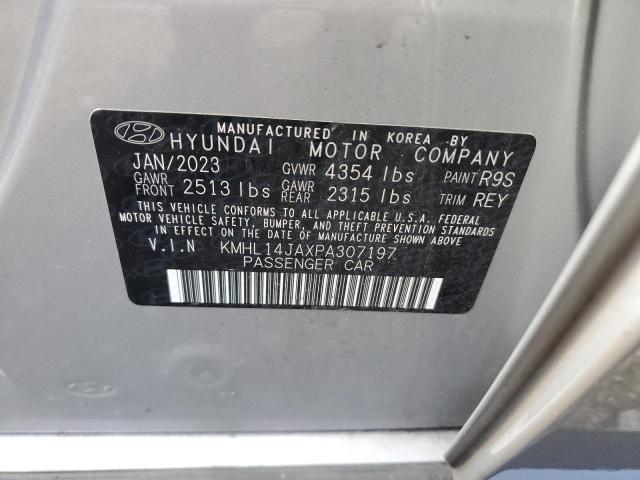 MANUFACTURED IN KOREA BY
HYUNDAI MOTOR COMPANY
JAN/2023 GVWR 4354 lbs PAINT R9S
GAWR FRONT 2513 lbs GAWR REAR 2315 lbs TRIM REY
THIS VEHICLE CONFORMS TO ALL APPLICABLE U.S.A. FEDERAL
MOTOR VEHICLE SAFETY, BUMPER, AND THEFT PREVENTION STANDARDS
IN EFFECT ON THE DATE OF MANUFACTURE SHOWN ABOVE.
V.I.N KMHL14JAXPA307197
PASSENGER CAR